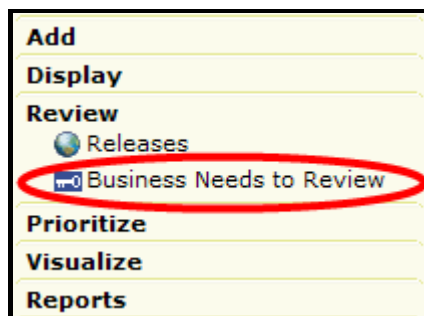 Add
Display
Review
Releases
Business Needs to Review
Prioritize
Visualize
Reports